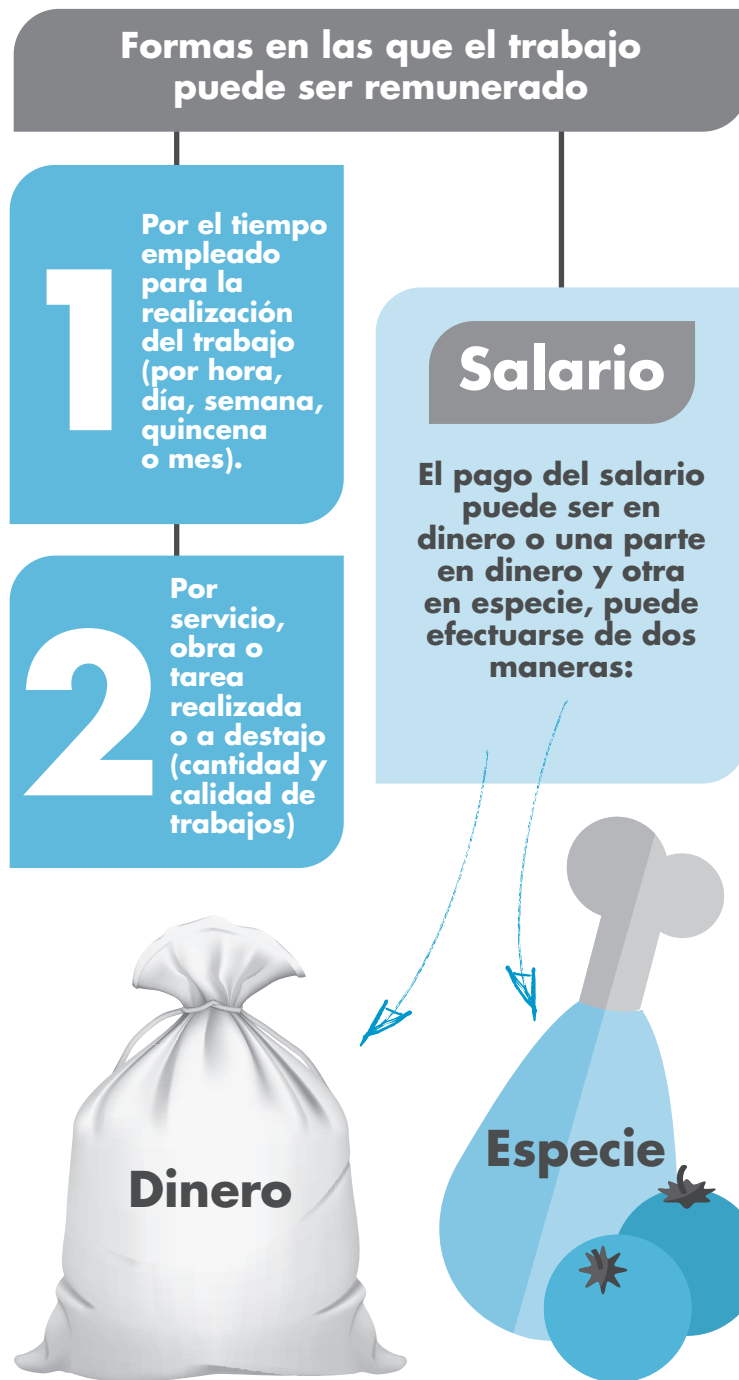 Formas en las que el trabajo
puede ser remunerado
1
Por el tiempo
empleado
para la
realización
del trabajo
(por hora,
día, semana,
quincena
o mes).
2
Por
servicio,
obra o
tarea
realizada
o a destajo
(cantidad y
calidad de
trabajos)
Salario
El pago del salario
puede ser en
dinero o una parte
en dinero y otra
en especie, puede
efectuarse de dos
maneras:
Dinero
Especie